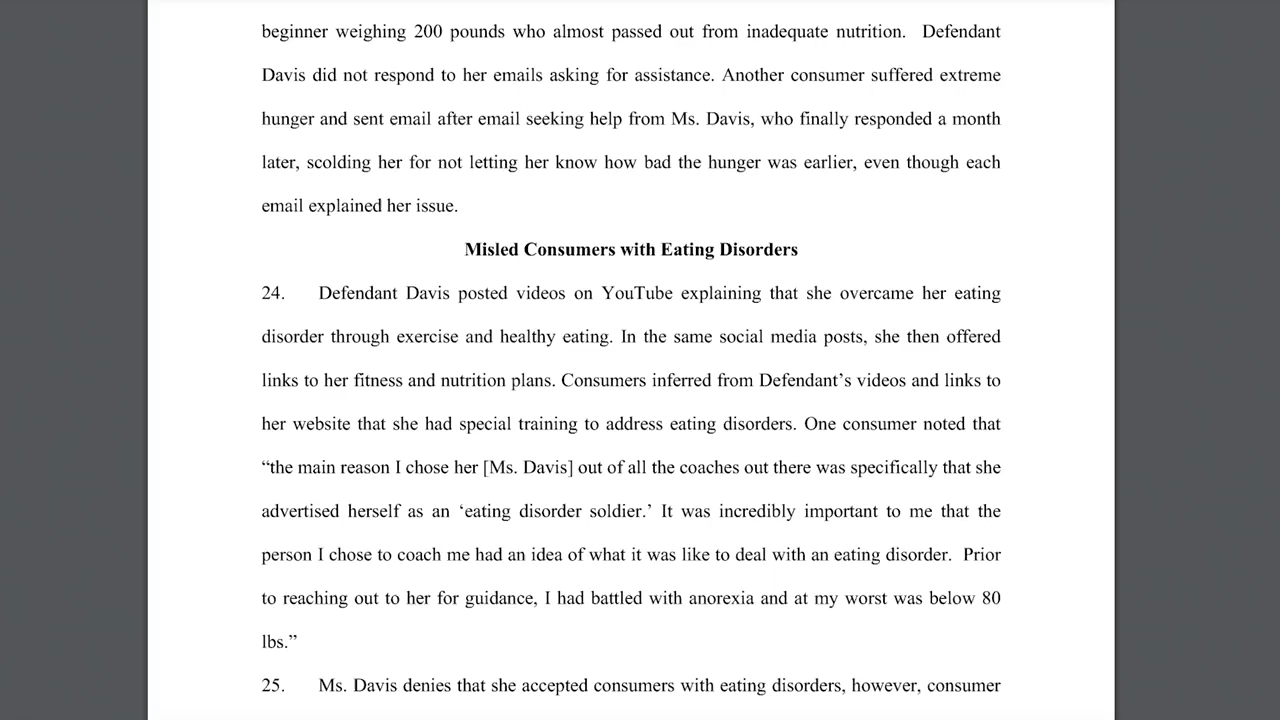 beginner weighing 200 pounds who almost passed out from inadequate nutrition.  Defendant
Davis did not respond to her emails asking for assistance. Another consumer suffered extreme
hunger and sent email after email seeking help from Ms. Davis, who finally responded a month
later, scolding her for not letting her know how bad the hunger was earlier, even though each
email explained her issue.
Misled Consumers with Eating Disorders
24. Defendant Davis posted videos on YouTube explaining that she overcame her eating
disorder through exercise and healthy eating. In the same social media posts, she then offered
links to her fitness and nutrition plans. Consumers inferred from Defendant’s videos and links to
her website that she had special training to address eating disorders. One consumer noted that
“the main reason I chose her [Ms. Davis] out of all the coaches out there was specifically that she
advertised herself as an ‘eating disorder soldier.’ It was incredibly important to me that the
person I chose to coach me had an idea of what it was like to deal with an eating disorder.  Prior
to reaching out to her for guidance, I had battled with anorexia and at my worst was below 80
lbs.”
25. Ms. Davis denies that she accepted consumers with eating disorders, however, consumer